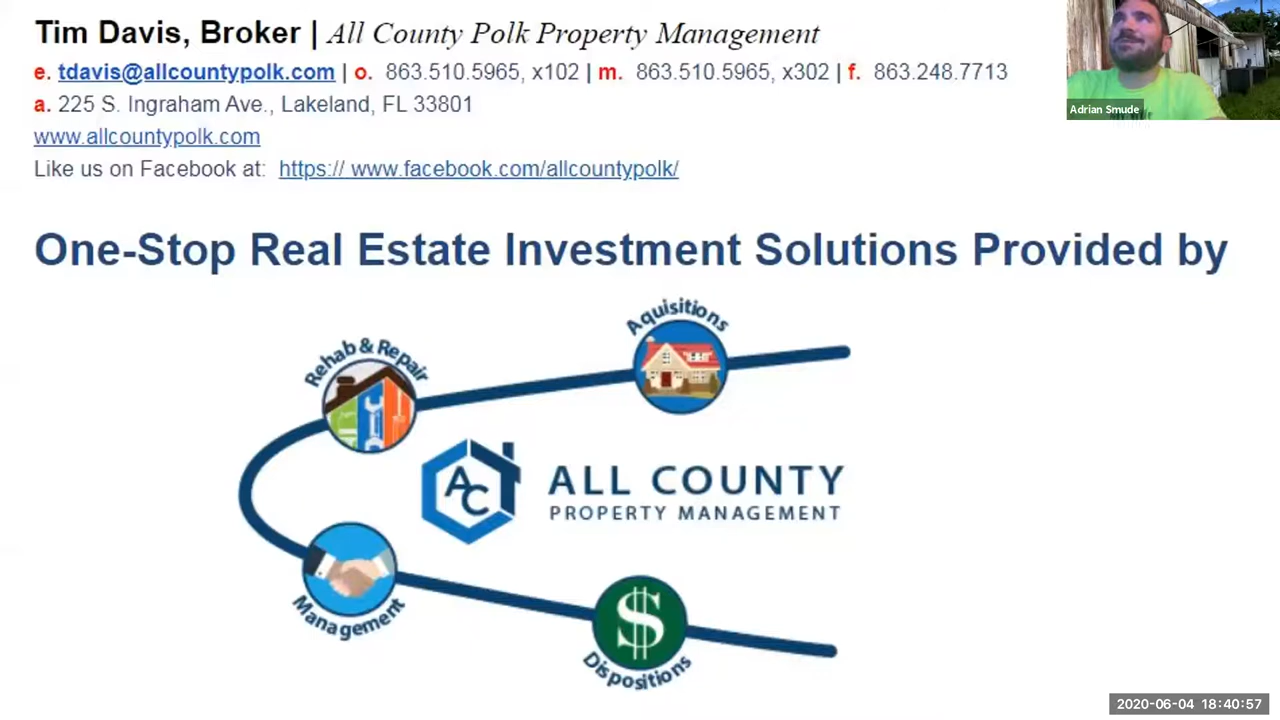 Tim Davis, Broker | All County Polk Property Management
e. tdavis@allcountypolk.com | o. 863.510.5965, x102 | m. 863.510.5965, x302 | f. 863.248.7713
a. 225 S. Ingraham Ave., Lakeland, FL 33801
www.allcountypolk.com
Like us on Facebook at: https:// www.facebook.com/allcountypolk/
Adrian Smude
One-Stop Real Estate Investment Solutions Provided by
Aquisitions
Rehab & Repair
AC ALL COUNTY
PROPERTY MANAGEMENT
Management
$
Dispositions
2020-06-04 18:40:57